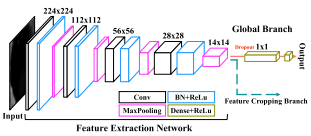 224x224
112x112
56x56
28x28
14x14
Global Branch
Dropout
1x1
Output
Feature Cropping Branch
Input
Conv
BN+ReLu
MaxPooling
Dense+ReLu
Feature Extraction Network